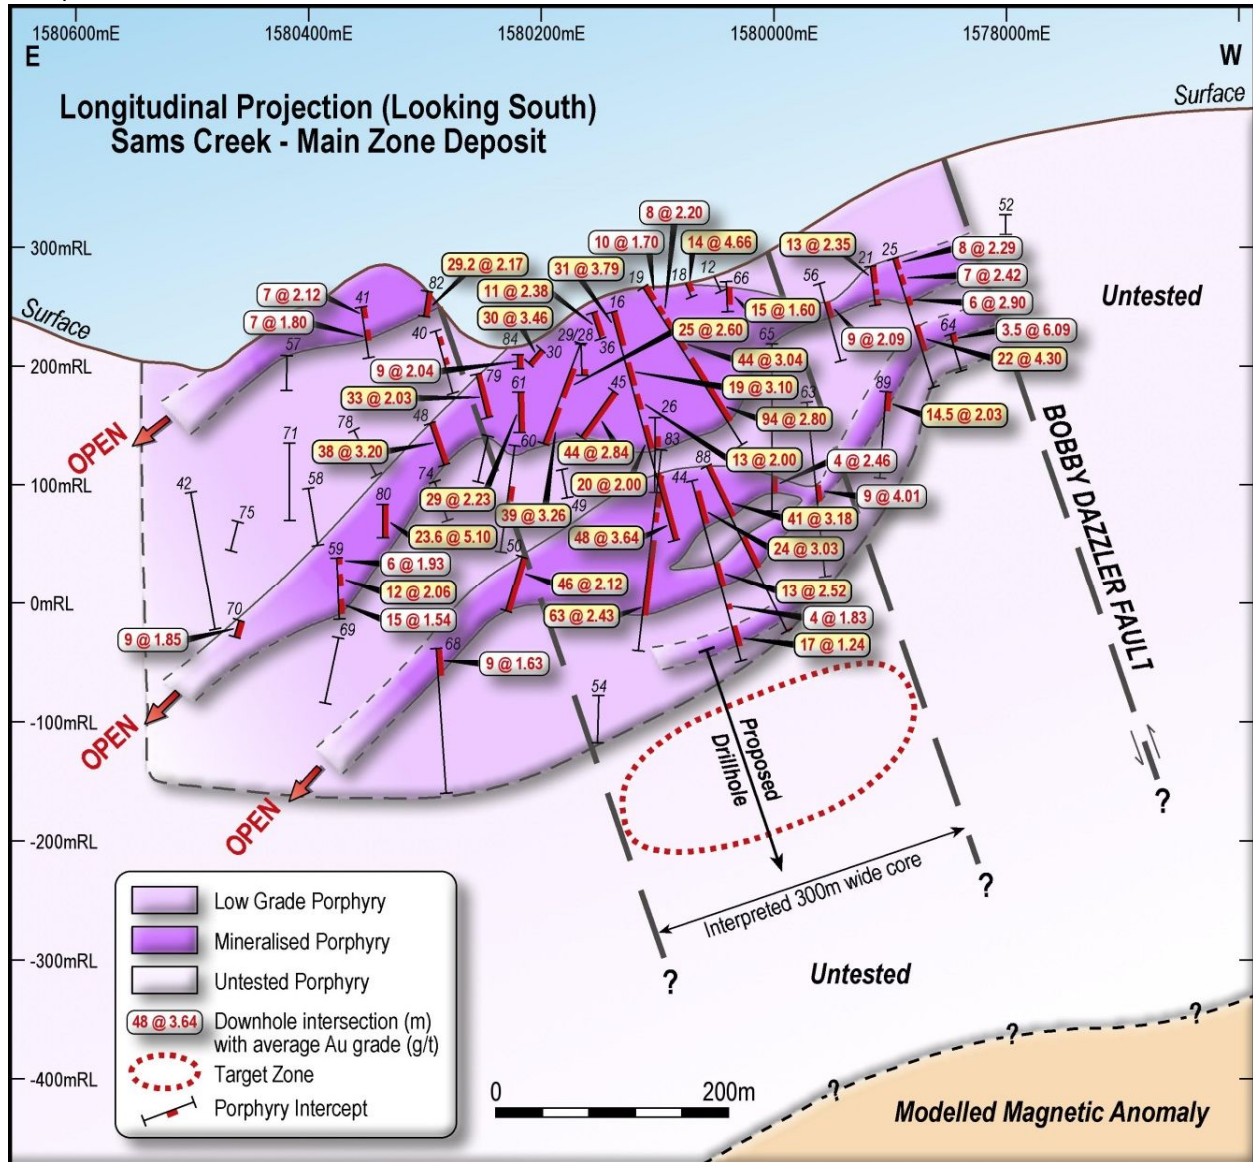 1580600mE
1580400mE
1580200mE
1580000mE
1578000mE
E
W
Longitudinal Projection (Looking South)
Sams Creek - Main Zone Deposit
Surface
52
8 @ 2.20
10 @ 1.70
14 @ 4.66
300mRL
13 @ 2.35
25
8 @ 2.29
29.2 @ 2.17
31 @ 3.79
19
18
12
66
21
56
7 @ 2.42
82
11 @ 2.38
16
7 @ 2.12
41
15 @ 1.60
6 @ 2.90
Untested
Surface
7 @ 1.80
40
30 @ 3.46
29/28
36
25 @ 2.60
65
9 @ 2.09
64
3.5 @ 6.09
57
84
30
44 @ 3.04
22 @ 4.30
200mRL
9 @ 2.04
79
61
45
19 @ 3.10
63
89
33 @ 2.03
94 @ 2.80
14.5 @ 2.03
OPEN
71
78
48
60
26
BOBBY DAZZLER FAULT
38 @ 3.20
44 @ 2.84
83
13 @ 2.00
4 @ 2.46
100mRL
42
58
74
29 @ 2.23
20 @ 2.00
88
44
9 @ 4.01
75
80
39 @ 3.26
49
41 @ 3.18
23.6 @ 5.10
48 @ 3.64
24 @ 3.03
59
50
6 @ 1.93
46 @ 2.12
13 @ 2.52
0mRL
12 @ 2.06
63 @ 2.43
4 @ 1.83
70
15 @ 1.54
9 @ 1.85
69
68
17 @ 1.24
9 @ 1.63
54
-100mRL
OPEN
Proposed
Drillhole
OPEN
?
-200mRL
Interpreted 300m wide core
?
?
Untested
Low Grade Porphyry
Mineralised Porphyry
-300mRL
Untested Porphyry
48 @ 3.64
Downhole intersection (m)
with average Au grade (g/t)
Target Zone
Porphyry Intercept
-400mRL
0
200m
?
?
?
Modelled Magnetic Anomaly